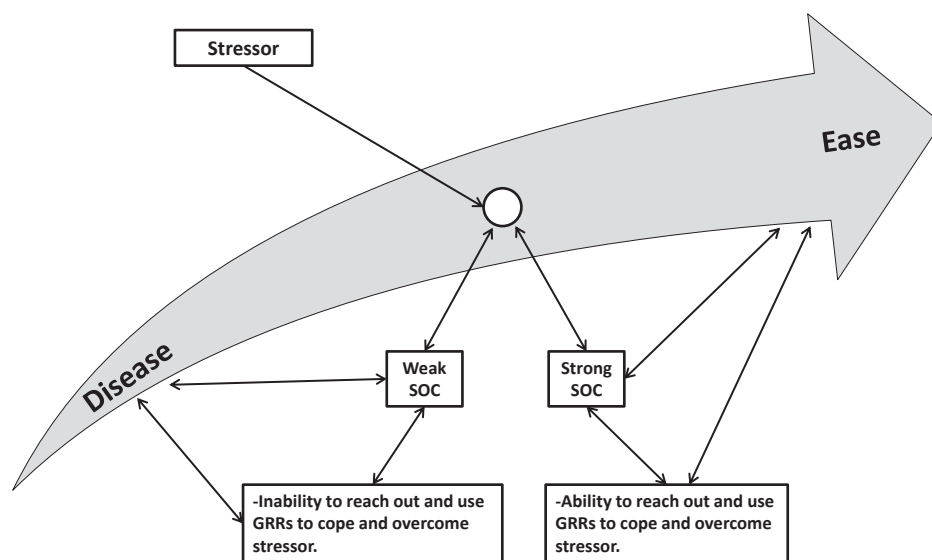 Stressor
Ease
Disease
Weak
SOC
Strong
SOC
-Inability to reach out and use
GRRs to cope and overcome
stressor.
-Ability to reach out and use
GRRs to cope and overcome
stressor.